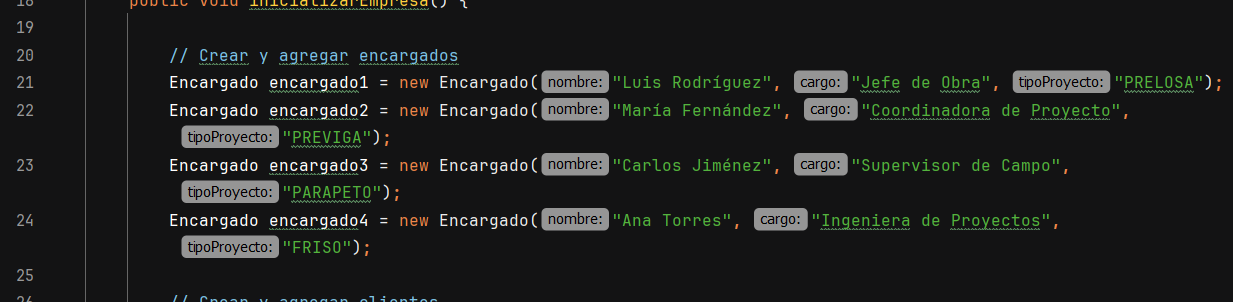 18 public void inicializarEmpresa() {
19
20 // Crear y agregar encargados
21 Encargado encargado1 = new Encargado( nombre: "Luis Rodríguez", cargo: "Jefe de Obra", tipoProyecto: "PRELOSA");
22 Encargado encargado2 = new Encargado( nombre: "María Fernández", cargo: "Coordinadora de Proyecto",
tipoProyecto: "PREVIGA");
23 Encargado encargado3 = new Encargado( nombre: "Carlos Jiménez", cargo: "Supervisor de Campo",
tipoProyecto: "PARAPETO");
24 Encargado encargado4 = new Encargado( nombre: "Ana Torres", cargo: "Ingeniera de Proyectos",
tipoProyecto: "FRISO");
25
26 // Crear y agregar clientes